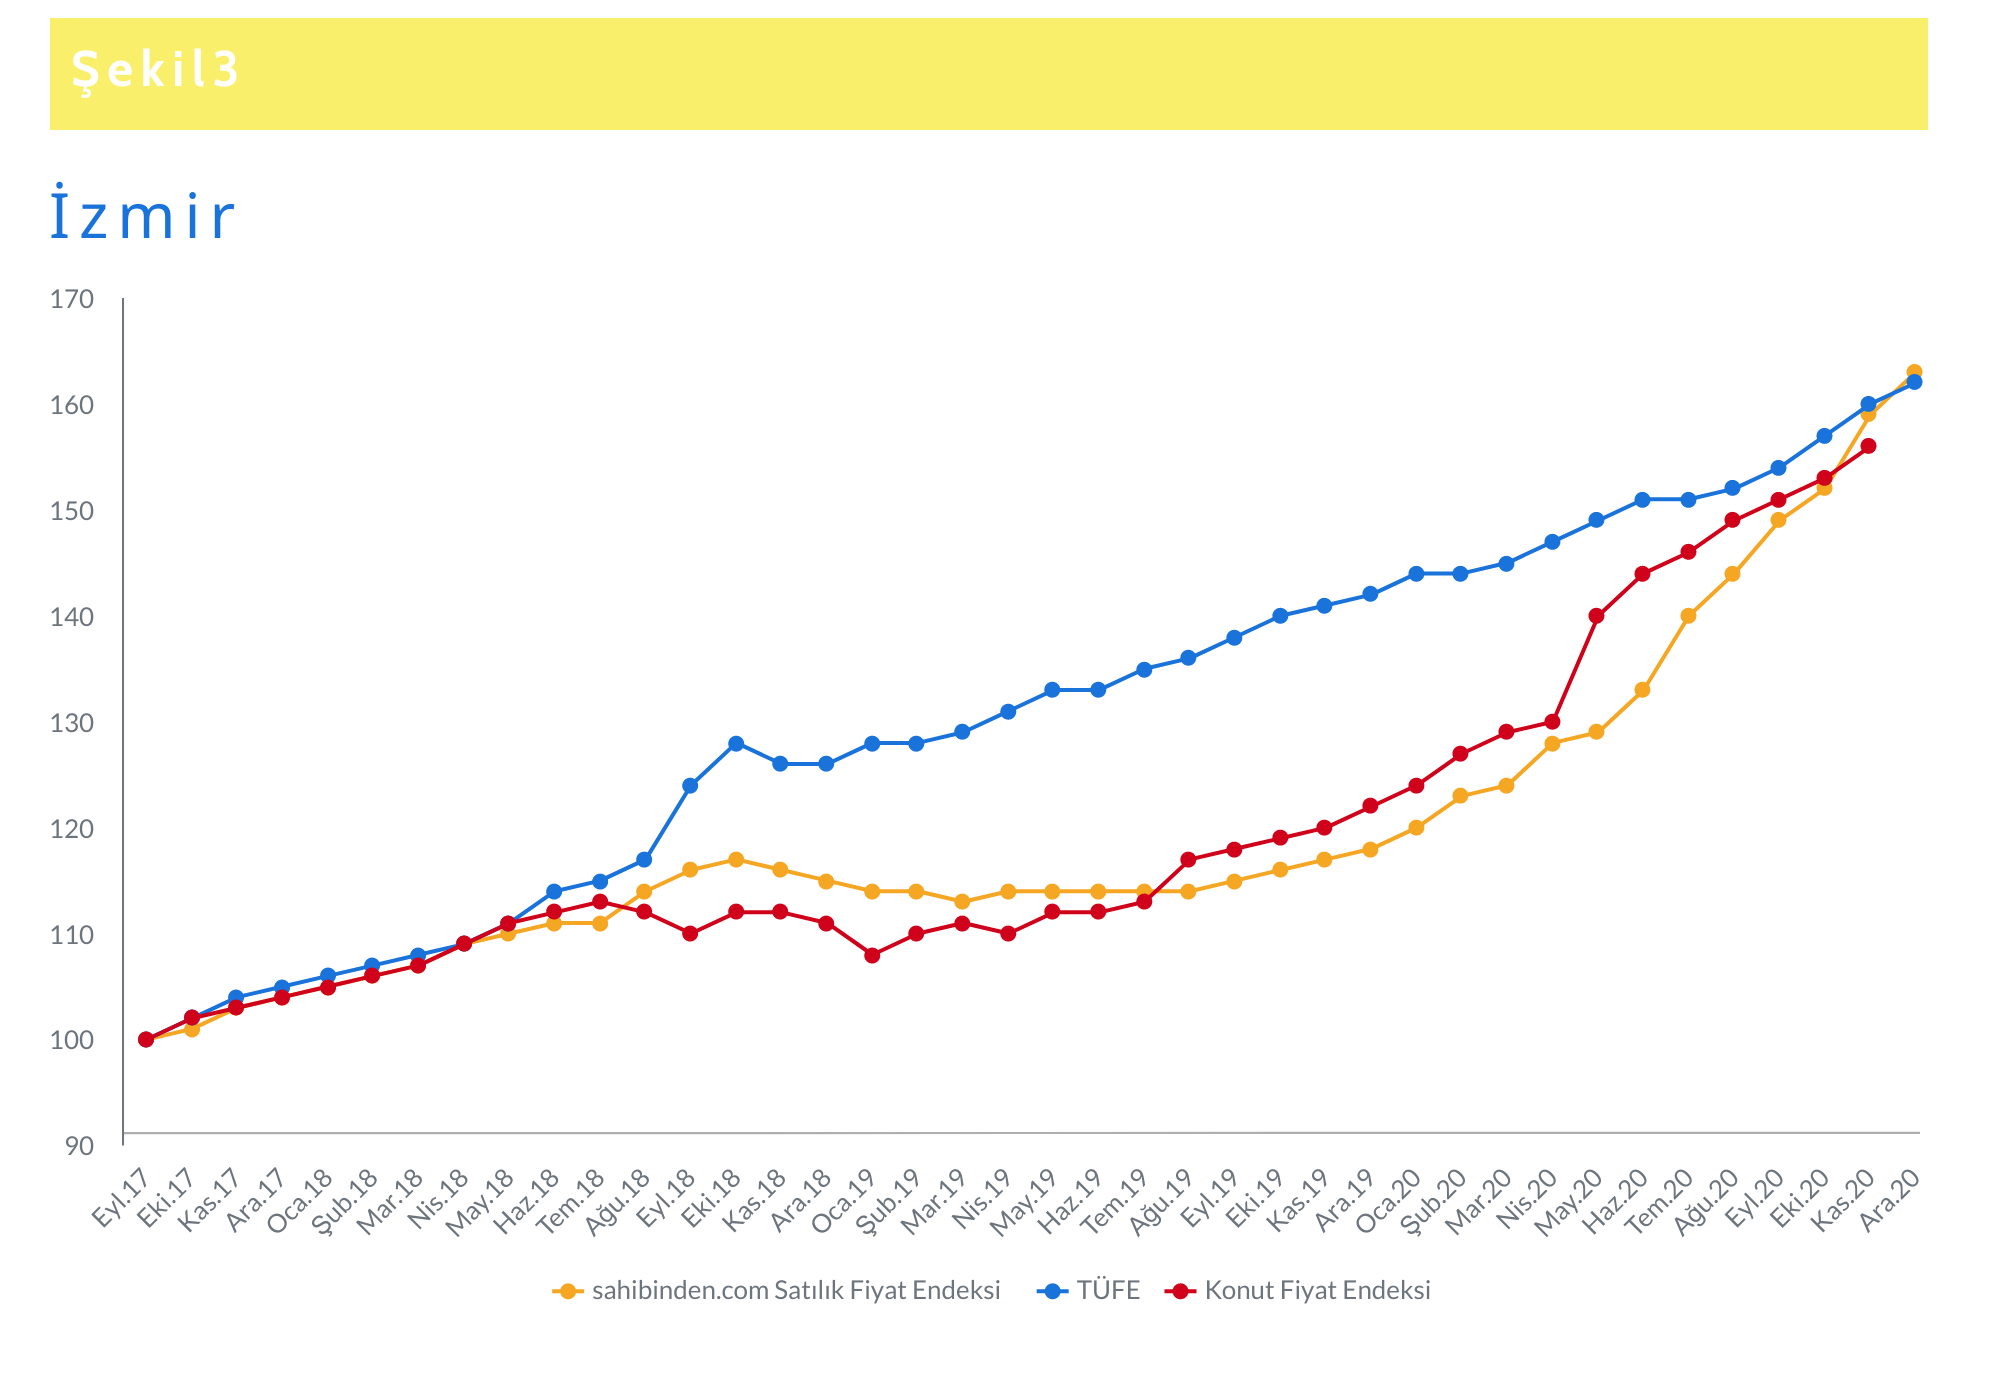 Şekil3
İzmir
170
160
150
140
130
120
110
100
90
Eyl.17 Eki.17 Kas.17 Ara.17 Oca.18 Şub.18 Mar.18 Nis.18 May.18 Haz.18 Tem.18 Ağu.18 Eyl.18 Eki.18 Kas.18 Ara.18 Oca.19 Şub.19 Mar.19 Nis.19 May.19 Haz.19 Tem.19 Ağu.19 Eyl.19 Eki.19 Kas.19 Ara.19 Oca.20 Şub.20 Mar.20 Nis.20 May.20 Haz.20 Tem.20 Ağu.20 Eyl.20 Eki.20 Kas.20 Ara.20
sahibinden.com Satılık Fiyat Endeksi TÜFE Konut Fiyat Endeksi